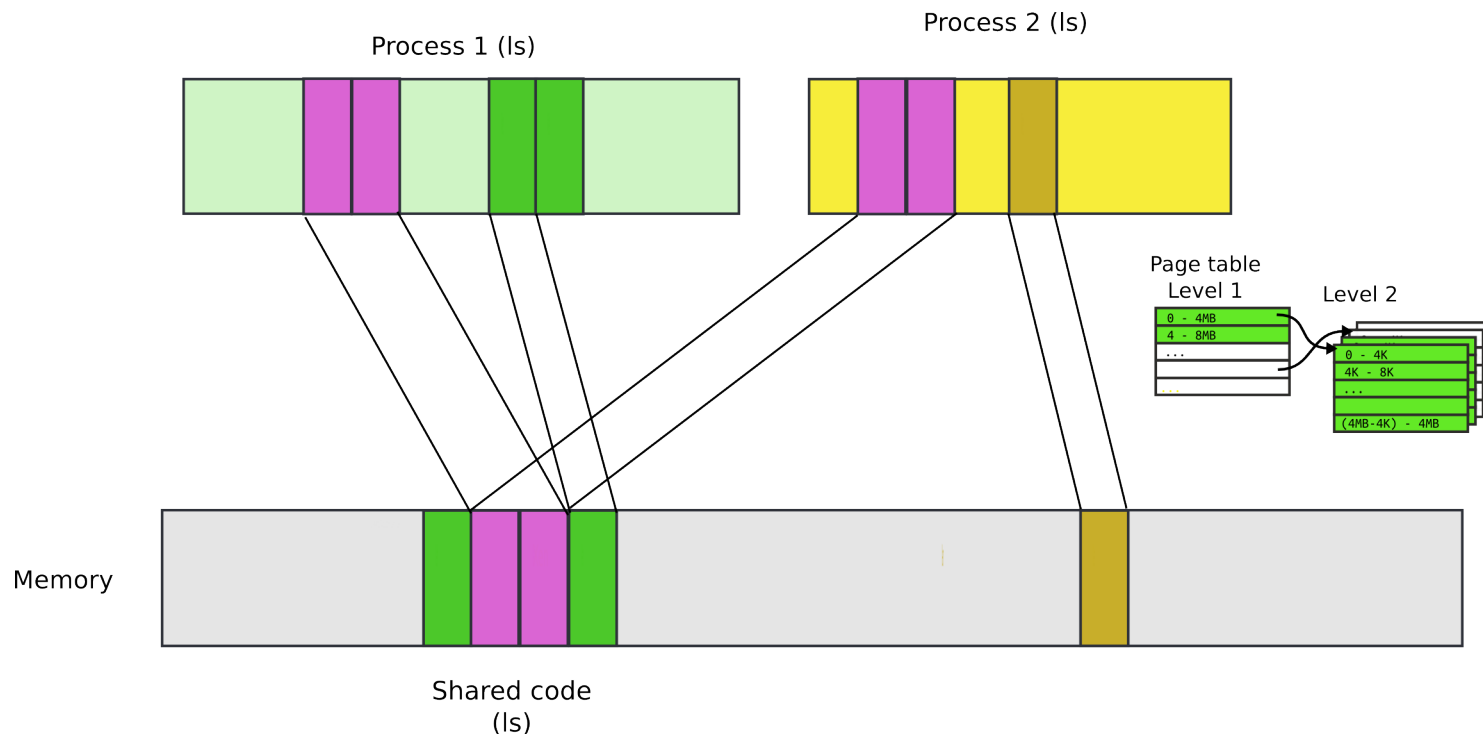 Process 1 (ls)
Process 2 (ls)
Page table
Level 1
Level 2
0 - 4MB
4 - 8MB
...
...
0 - 4K
4K - 8K
...
(4MB-4K) - 4MB
Memory
Shared code
(ls)